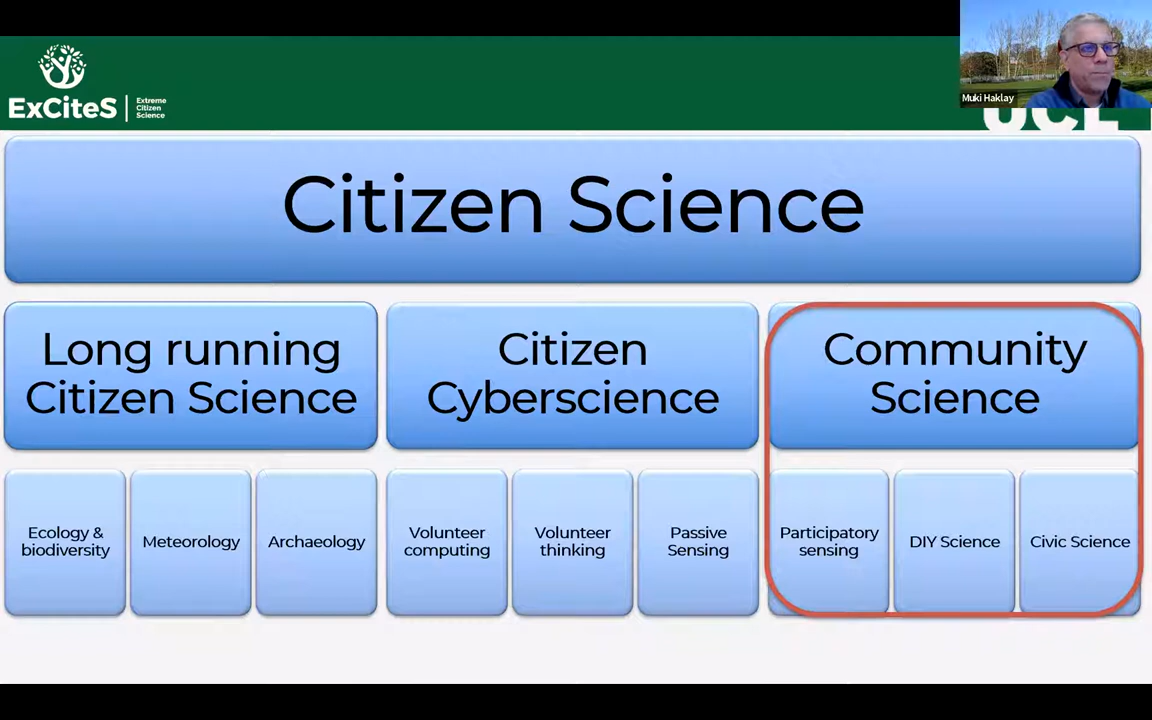 ExCiteS
Extreme
Citizen
Science
Muki Haklay
UCL
Citizen Science
Long running
Citizen Science
Citizen
Cyberscience
Community
Science
Ecology &
biodiversity
Meteorology
Archaeology
Volunteer
computing
Volunteer
thinking
Passive
Sensing
Participatory
sensing
DIY Science
Civic Science